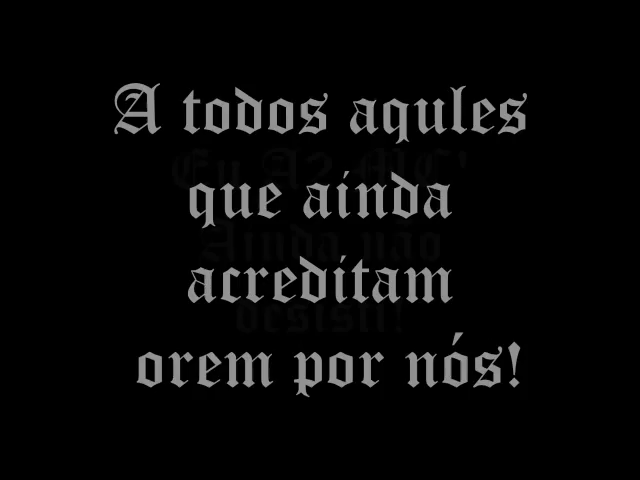 A todos aqules
que ainda
acreditam
orem por nós!